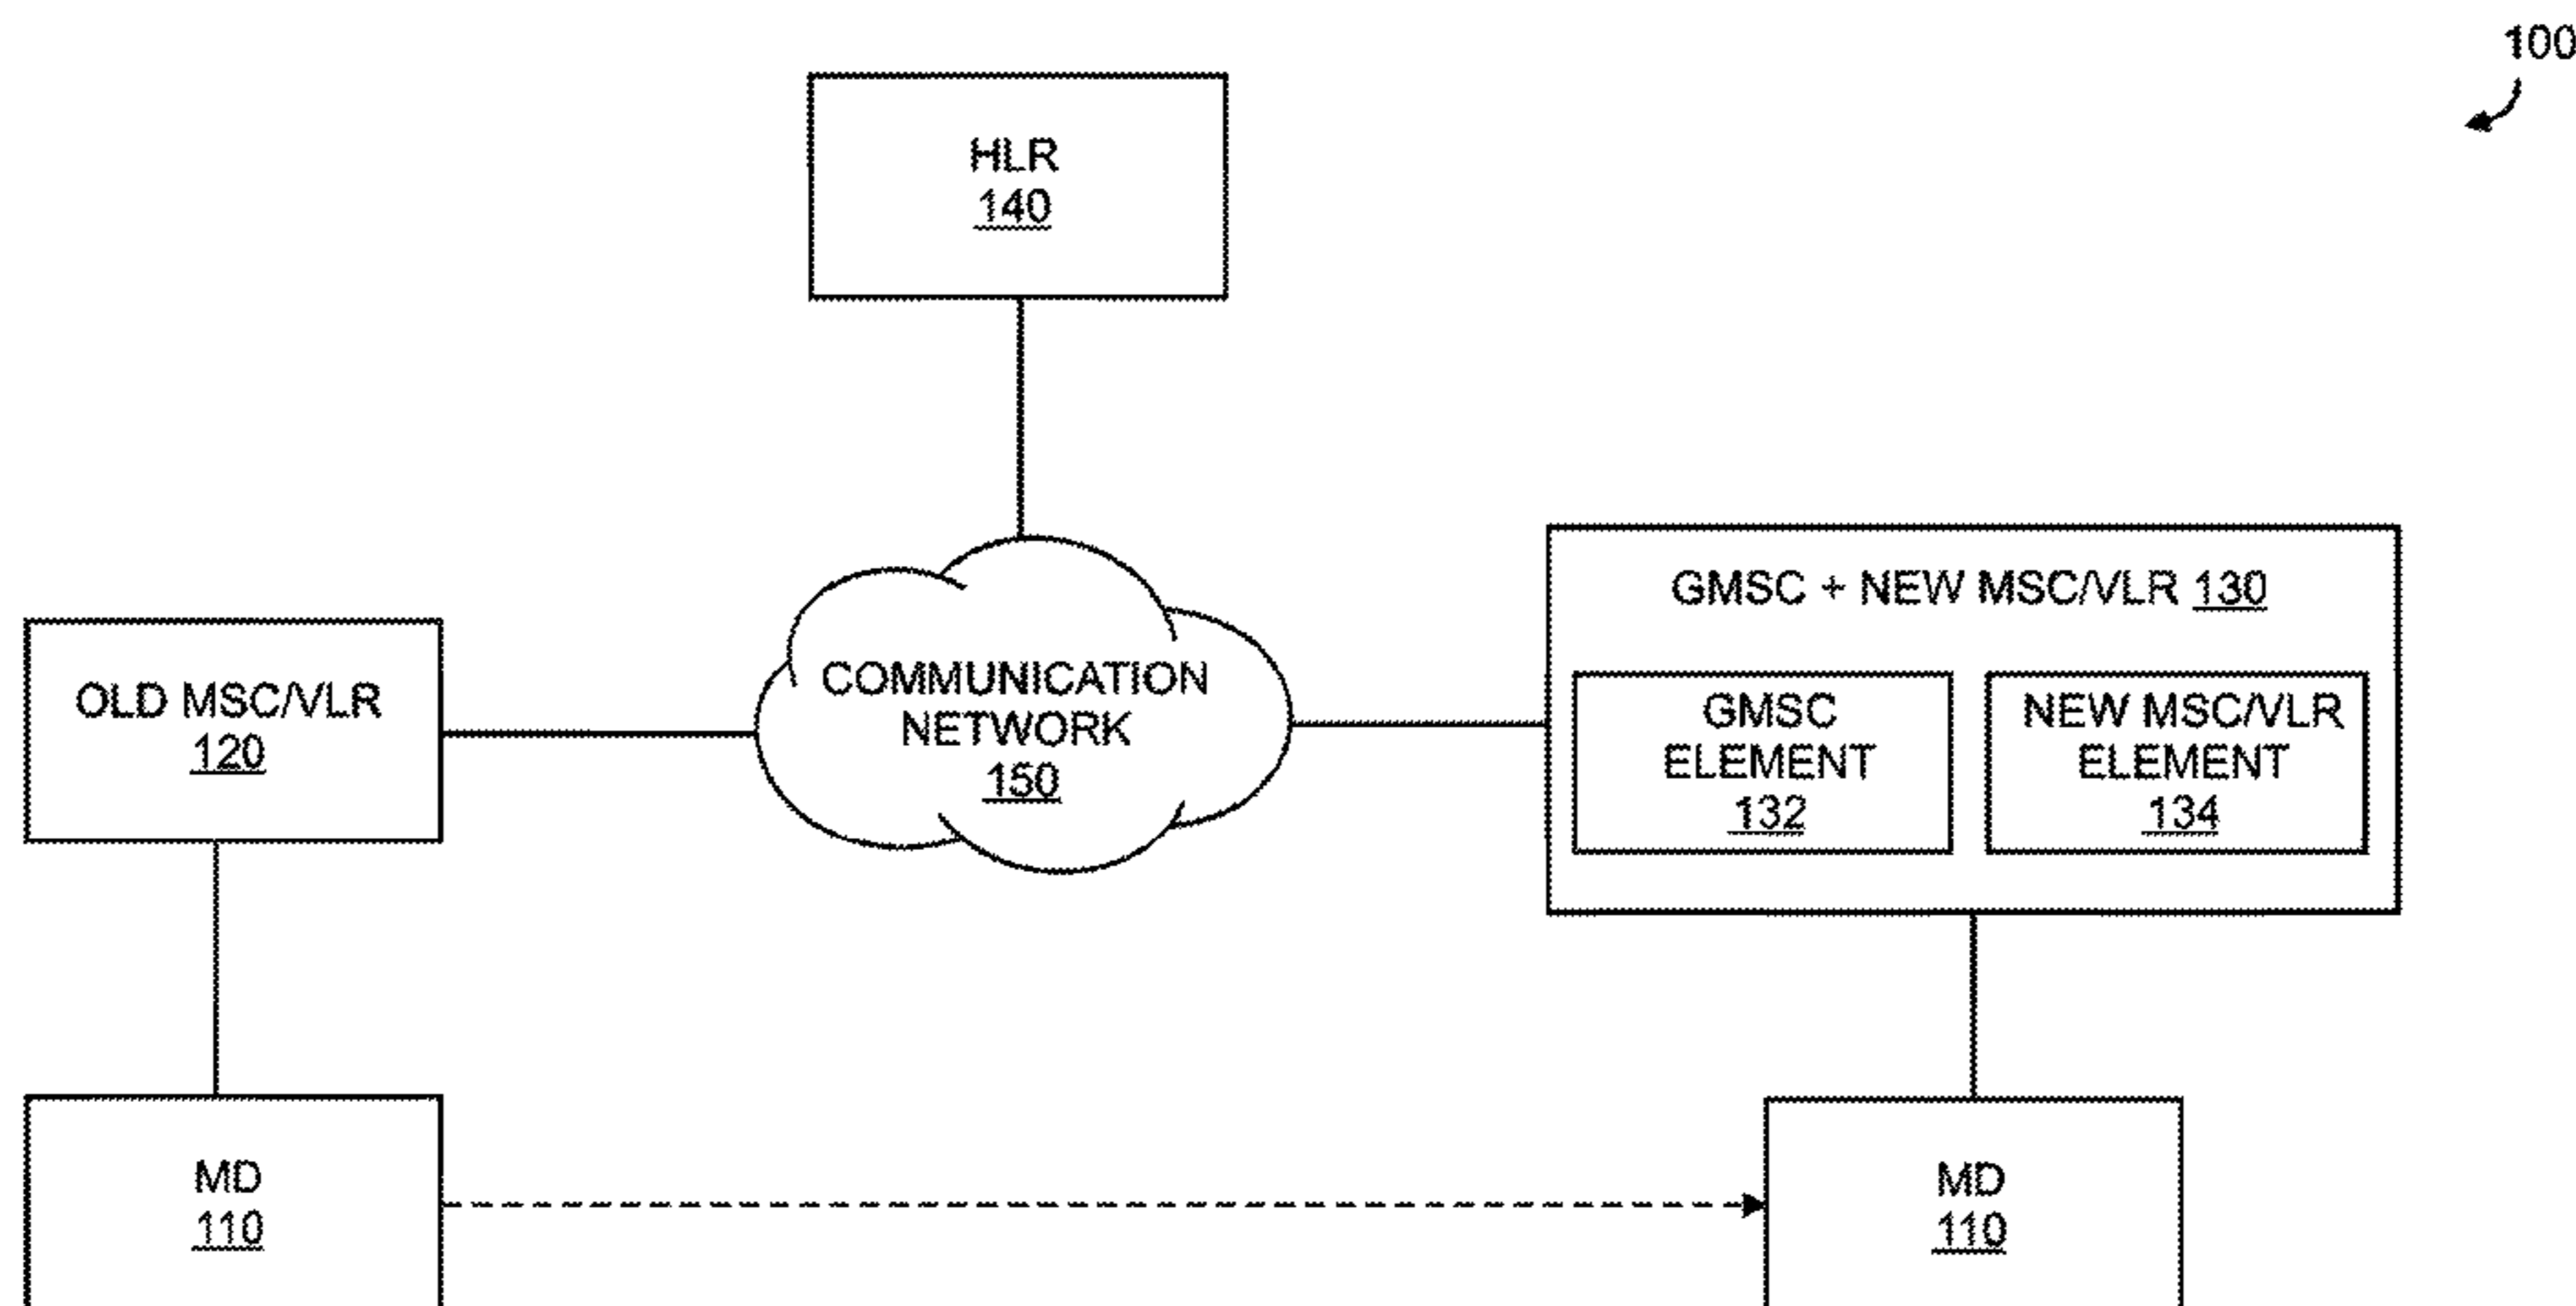 100
HLR
140
GMSC + NEW MSC/VLR 130
OLD MSC/VLR
120
COMMUNICATION
NETWORK
150
GMSC
ELEMENT
132
NEW MSC/VLR
ELEMENT
134
MD
110
MD
110